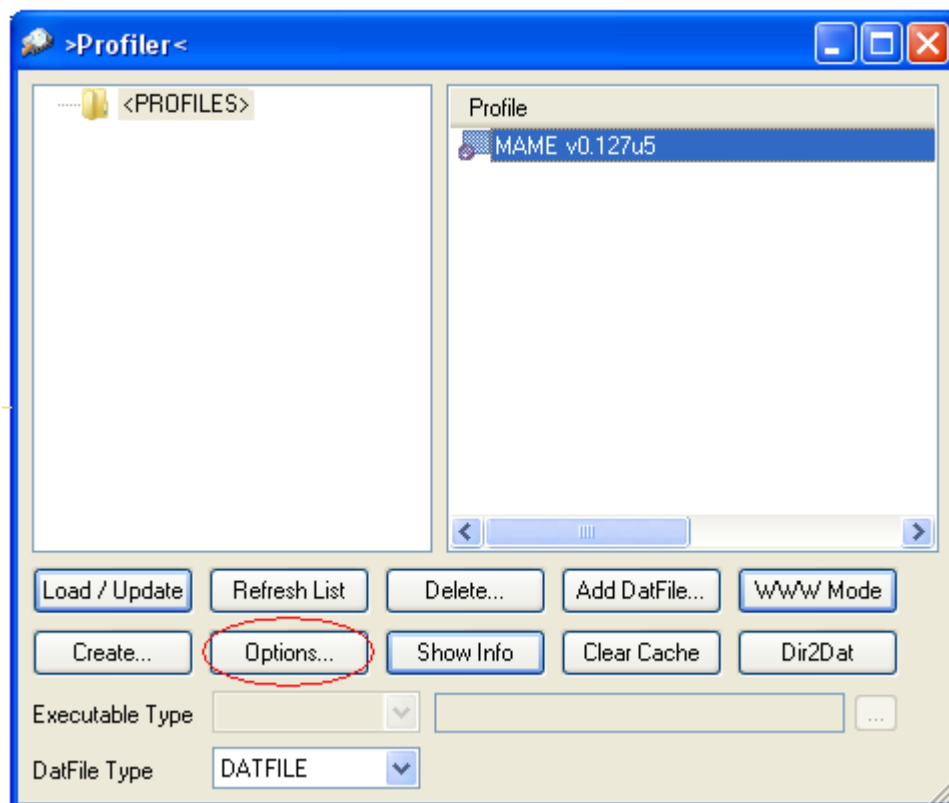 >Profiler<
<PROFILES>
Profile
MAME v0.127u5
Load / Update
Refresh List
Delete...
Add DatFile...
WWW Mode
Create...
Options...
Show Info
Clear Cache
Dir2Dat
Executable Type
...
DatFile Type
DATFILE